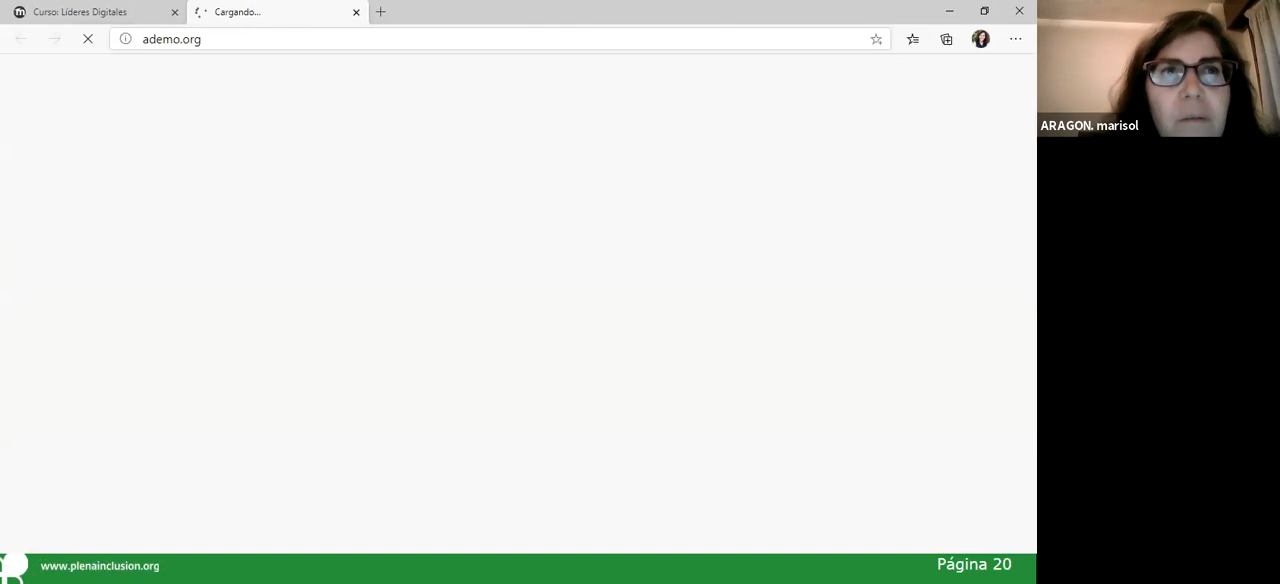 Curso: Líderes Digitales
Cargando...
ademo.org
ARAGON. marisol
www.plenainclusion.org
Página 20